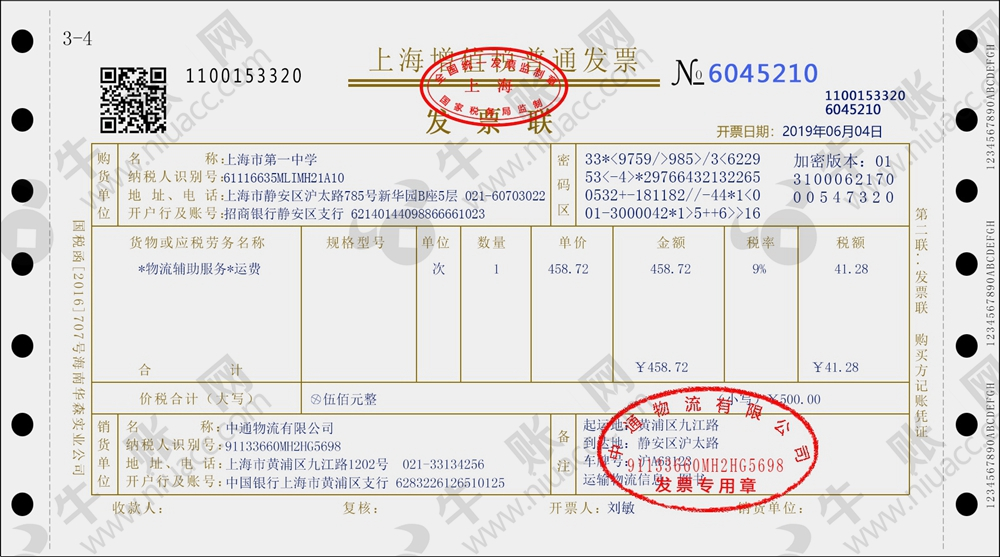 3-4
1100153320
上海增值税普通发票
全国统一发票监制章
上海
国家税务局监制
发票联
№ 6045210
1100153320
6045210
开票日期: 2019年06月04日
购货单位
名 称:上海市第一中学
纳税人识别号:61116635MLIMH21A10
地 址、电 话:上海市静安区沪太路785号新华园B座5层 021-60703022
开户行及账号:招商银行静安区支行 62140144098866661023
密码区
33*<9759/>985>/3<6229
53<-4>*29766432132265
0532+-181182//-44*1<0
01-3000042*1>5++6>>16
加密版本: 01
3100062170
00547320
货物或应税劳务名称 规格型号 单位 数量 单价 金额 税率 税额
*物流辅助服务*运费 次 1 458.72 458.72 9% 41.28
合 计 ￥458.72 ￥41.28
价税合计（大写） ⊗伍佰元整 （小写）￥500.00
销货单位
名 称:中通物流有限公司
纳税人识别号:91133660MH2HG5698
地 址、电 话:上海市黄浦区九江路1202号 021-33134256
开户行及账号:中国银行上海市黄浦区支行 6283226126510125
备注
起运地: 黄浦区九江路
到达地: 静安区沪太路
车牌号:
运输物流信息:
中通物流有限公司
91133660MH2HG5698
发票专用章
收款人: 复核: 开票人: 刘敏 销货单位:
国税函[2016]707号海南华森实业公司
第二联：发票联 购买方记账凭证
1234567890ABCDEFGH
1234567890ABCDEFGH
1234567890ABCDEFGH
牛账网
www.niuacc.com